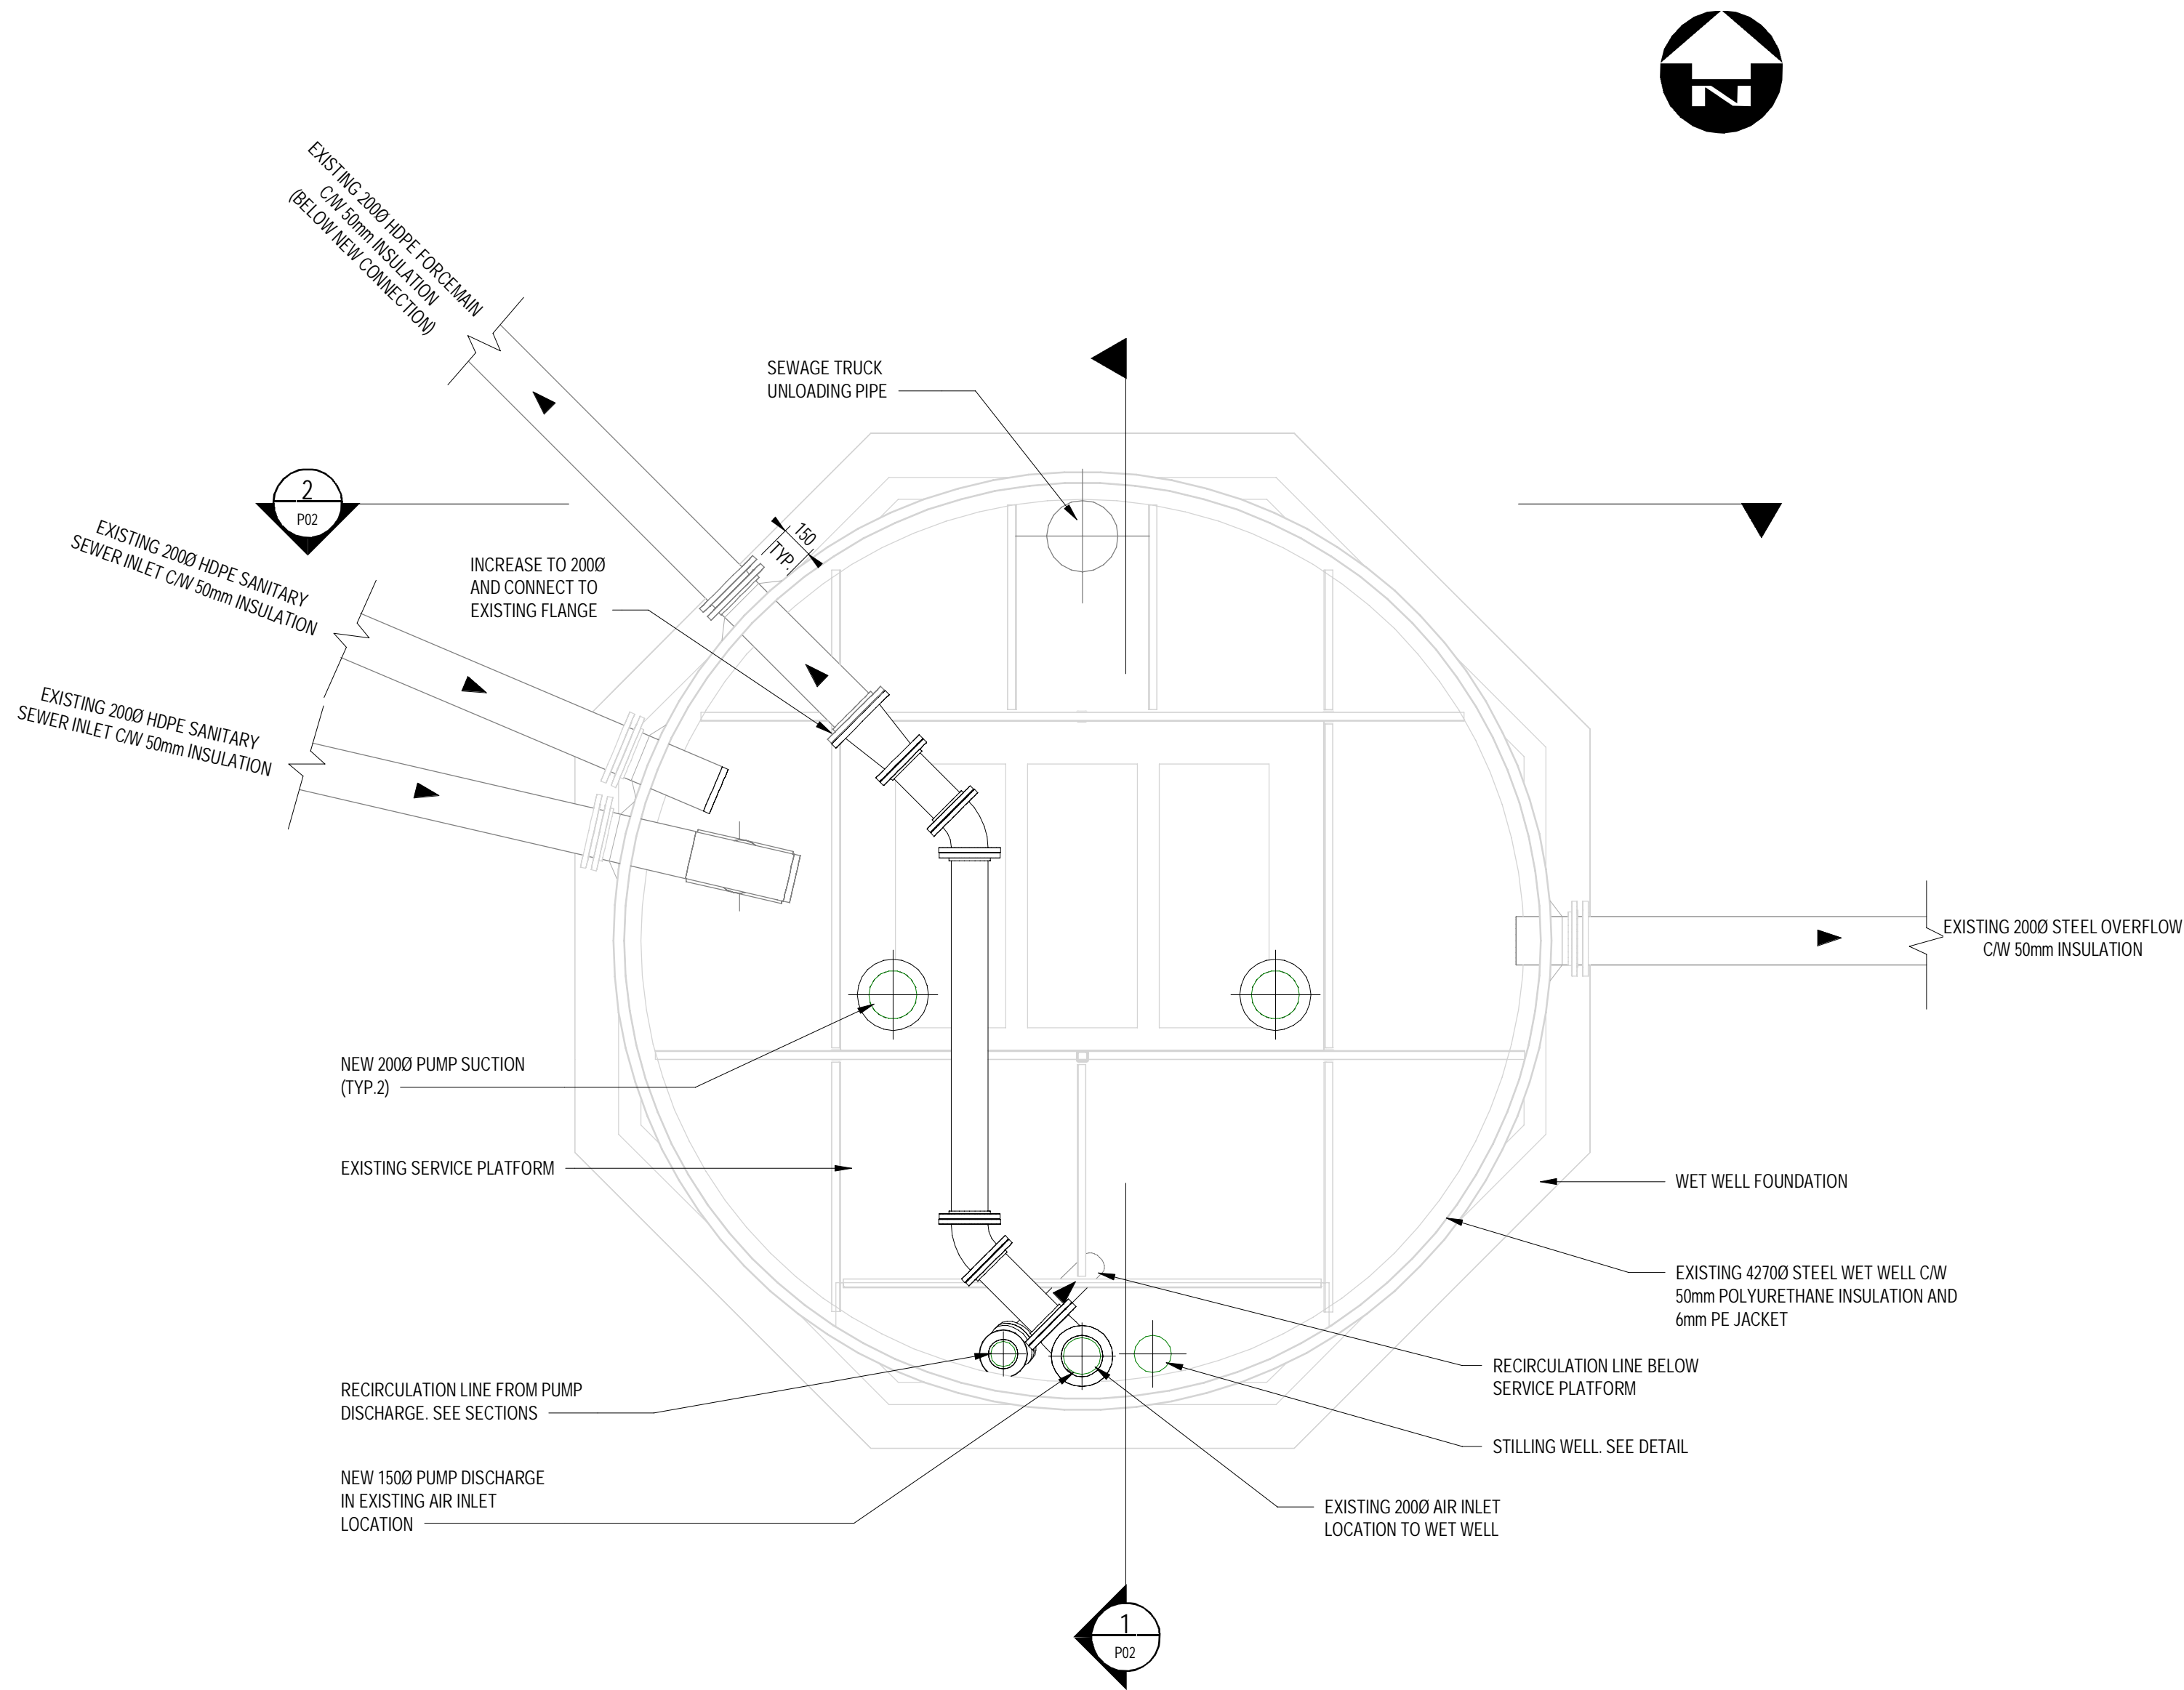 N
EXISTING 200Ø HDPE FORCEMAIN
C/W 50mm INSULATION
(BELOW NEW CONNECTION)
SEWAGE TRUCK
UNLOADING PIPE
2
P02
EXISTING 200Ø HDPE SANITARY
SEWER INLET C/W 50mm INSULATION
150
TYP.
INCREASE TO 200Ø
AND CONNECT TO
EXISTING FLANGE
EXISTING 200Ø HDPE SANITARY
SEWER INLET C/W 50mm INSULATION
EXISTING 200Ø STEEL OVERFLOW
C/W 50mm INSULATION
NEW 200Ø PUMP SUCTION
(TYP.2)
EXISTING SERVICE PLATFORM
WET WELL FOUNDATION
EXISTING 4270Ø STEEL WET WELL C/W
50mm POLYURETHANE INSULATION AND
6mm PE JACKET
RECIRCULATION LINE BELOW
SERVICE PLATFORM
RECIRCULATION LINE FROM PUMP
DISCHARGE. SEE SECTIONS
STILLING WELL. SEE DETAIL
NEW 150Ø PUMP DISCHARGE
IN EXISTING AIR INLET
LOCATION
EXISTING 200Ø AIR INLET
LOCATION TO WET WELL
1
P02